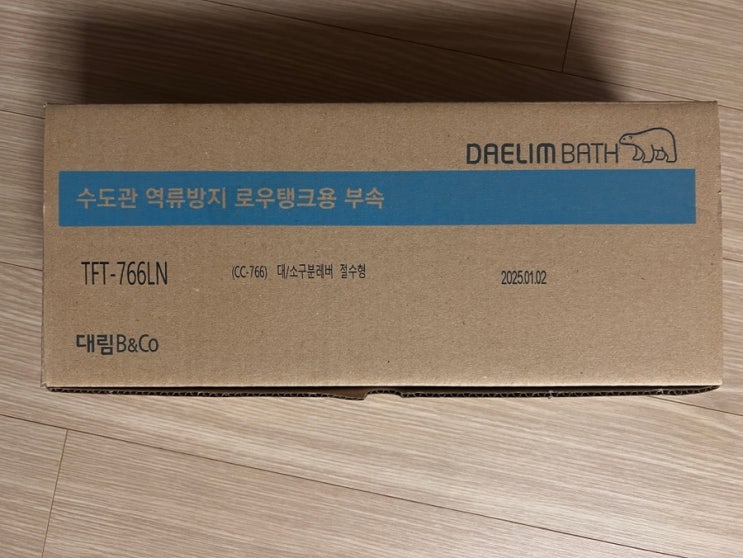 DAELIM BATH
수도관 역류방지 로우탱크용 부속
TFT-766LN (CC-766) 대/소구분레버 절수형 2025.01.02
대림B&Co